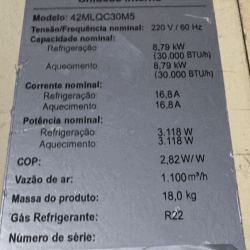 Unidade Interna
Modelo: 42MLQC30M5
Tensão/Frequência nominal: 220 V / 60 Hz
Capacidade nominal:
Refrigeração 8,79 kW
(30.000 BTU/h)
Aquecimento 8,79 kW
(30.000 BTU/h)
Corrente nominal:
Refrigeração: 16,8 A
Aquecimento 16,8 A
Potência nominal:
Refrigeração 3.118 W
Aquecimento 3.118 W
COP: 2,82 W/W
Vazão de ar: 1.100 m³/h
Massa do produto: 18,0 kg
Gás Refrigerante: R22
Número de série: